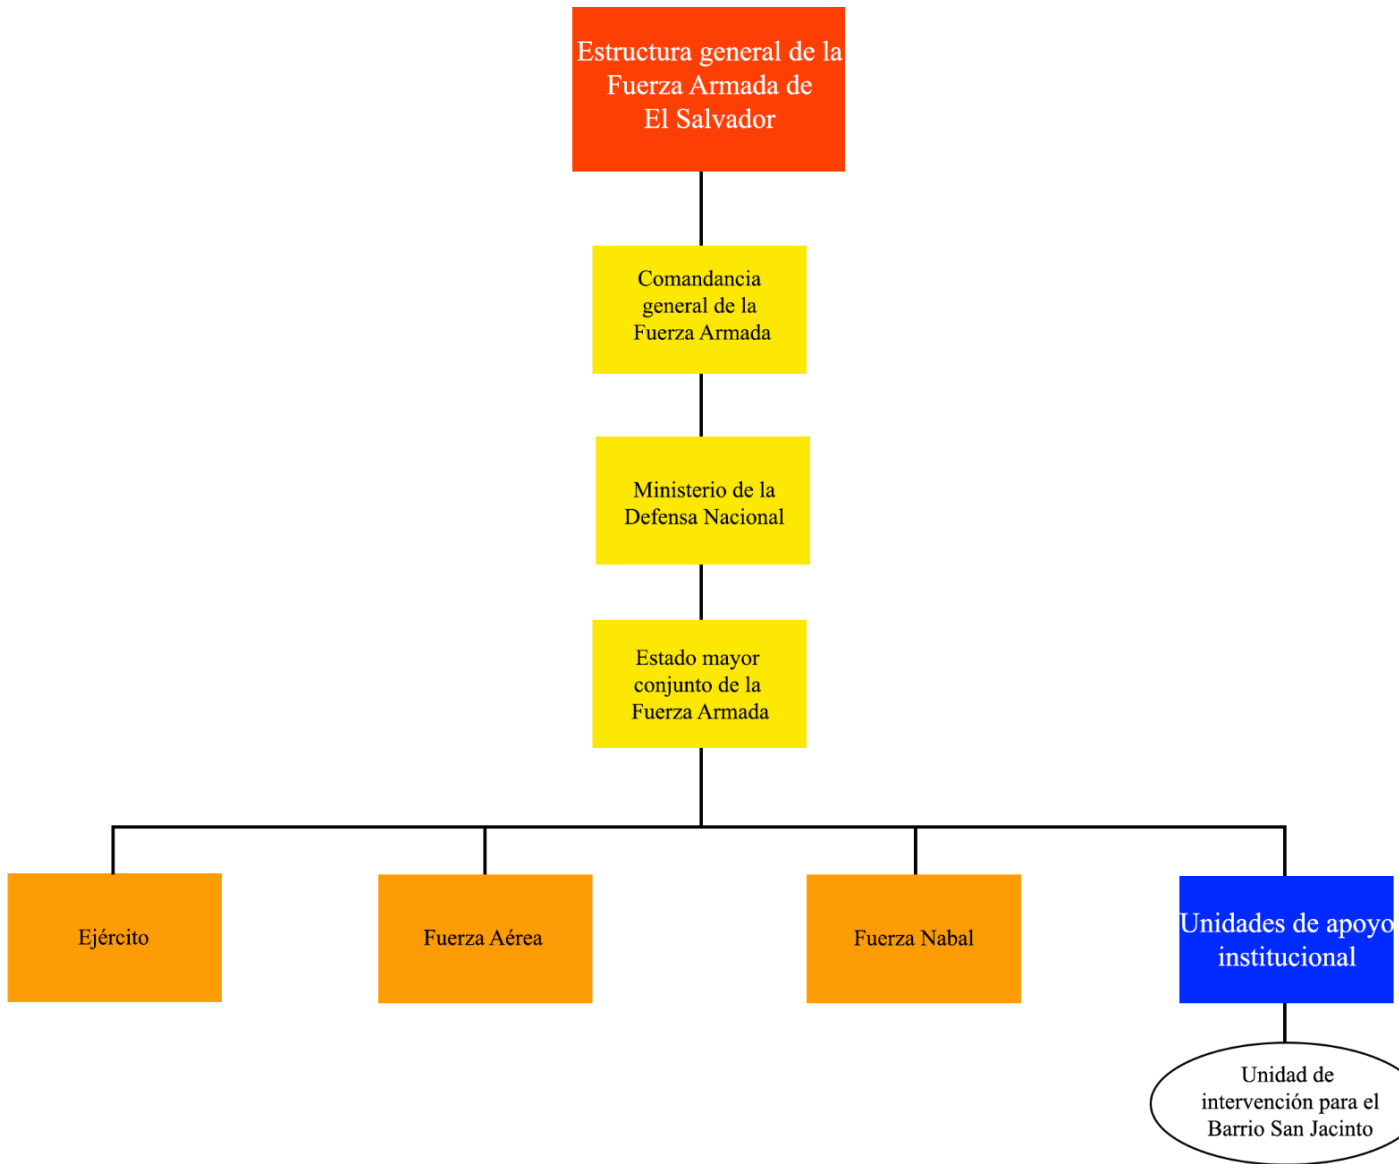 Estructura general de la
Fuerza Armada de
El Salvador
Comandancia
general de la
Fuerza Armada
Ministerio de la
Defensa Nacional
Estado mayor
conjunto de la
Fuerza Armada
Ejército
Fuerza Aérea
Fuerza Nabal
Unidades de apoyo
institucional
Unidad de
intervención para el
Barrio San Jacinto